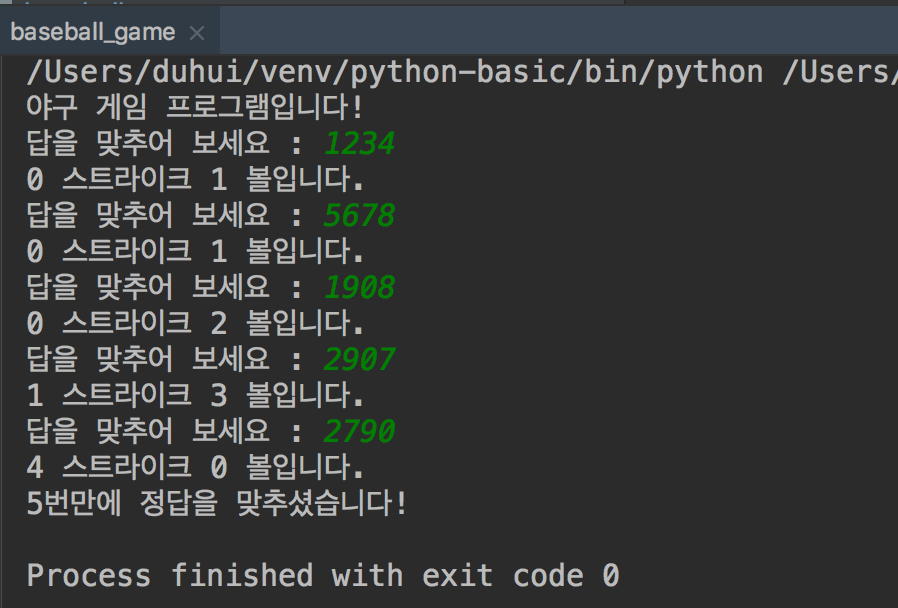 baseball_game
/Users/duhui/venv/python-basic/bin/python /Users/
야구 게임 프로그램입니다!
답을 맞추어 보세요 : 1234
0 스트라이크 1 볼입니다.
답을 맞추어 보세요 : 5678
0 스트라이크 1 볼입니다.
답을 맞추어 보세요 : 1908
0 스트라이크 2 볼입니다.
답을 맞추어 보세요 : 2907
1 스트라이크 3 볼입니다.
답을 맞추어 보세요 : 2790
4 스트라이크 0 볼입니다.
5번만에 정답을 맞추셨습니다!
Process finished with exit code 0